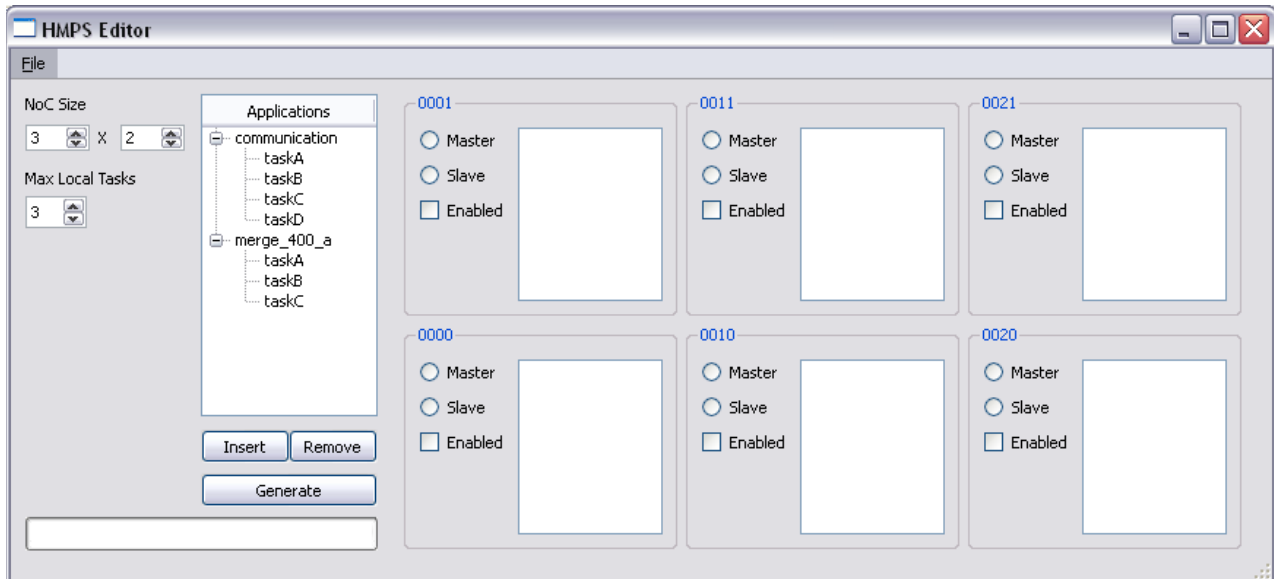 HMPS Editor
File
NoC Size
3 X 2
Max Local Tasks
3
Applications
communication
taskA
taskB
taskC
taskD
merge_400_a
taskA
taskB
taskC
Insert Remove
Generate
0001
Master
Slave
Enabled
0011
Master
Slave
Enabled
0021
Master
Slave
Enabled
0000
Master
Slave
Enabled
0010
Master
Slave
Enabled
0020
Master
Slave
Enabled